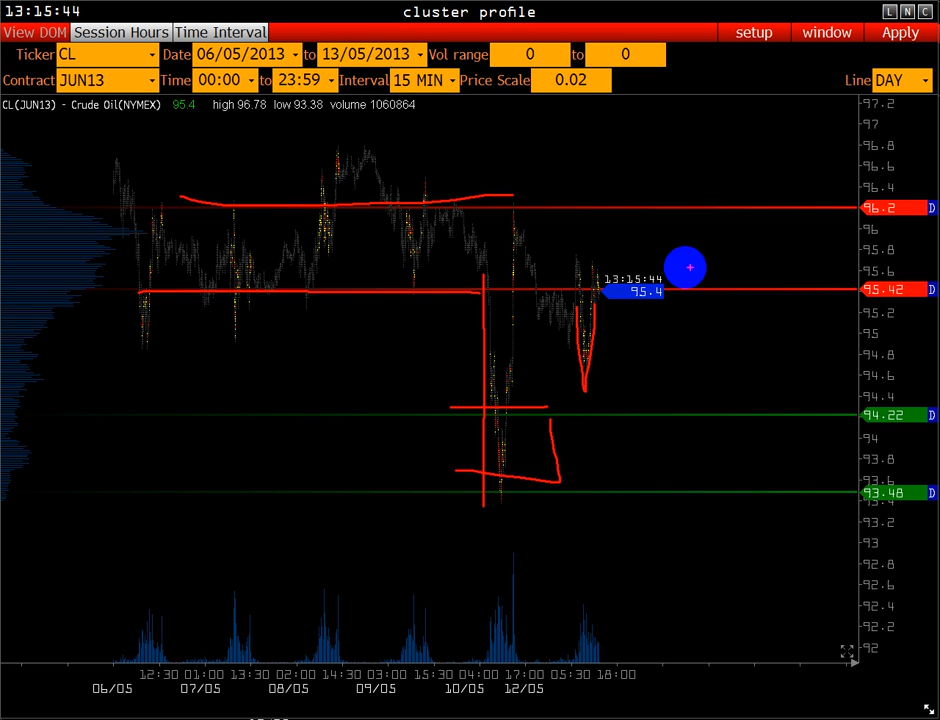 13:15:44 cluster profile L N C
View DOM Session Hours Time Interval setup window Apply
Ticker CL Date 06/05/2013 to 13/05/2013 Vol range 0 to 0
Contract JUN13 Time 00:00 to 23:59 Interval 15 MIN Price Scale 0.02 Line DAY
CL(JUN13) - Crude Oil(NYMEX) 95.4 high 96.78 low 93.38 volume 1060864
97.2
97
96.8
96.6
96.4
96.2 D
96
95.8
95.6
13:15:44
95.4
95.42 D
95.2
95
94.8
94.6
94.4
94.22 D
94
93.8
93.6
93.48 D
93.4
93.2
93
92.8
92.6
92.4
92.2
92
12:30 01:00 13:30 02:00 14:30 03:00 15:30 04:00 17:00 05:30 18:00
06/05 07/05 08/05 09/05 10/05 12/05